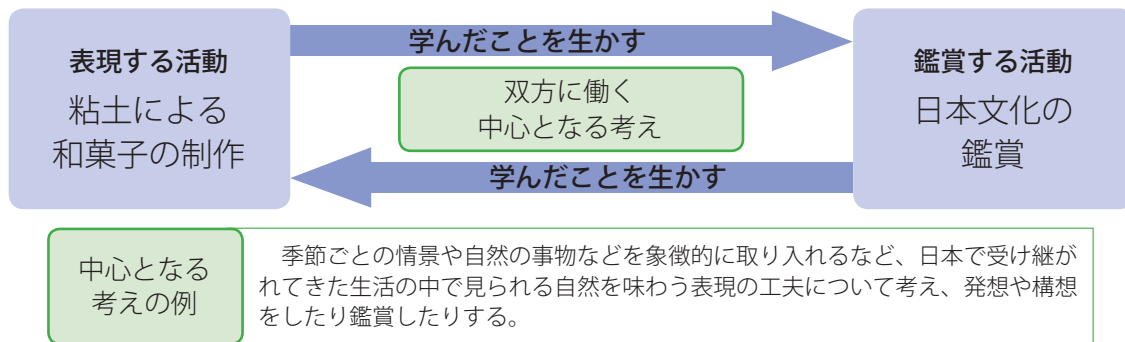 表現する活動
粘土による
和菓子の制作
学んだことを生かす
双方に働く
中心となる考え
学んだことを生かす
鑑賞する活動
日本文化の
鑑賞
中心となる
考えの例
季節ごとの情景や自然の事物などを象徴的に取り入れるなど、日本で受け継が
れてきた生活の中で見られる自然を味わう表現の工夫について考え、発想や構想
をしたり鑑賞したりする。